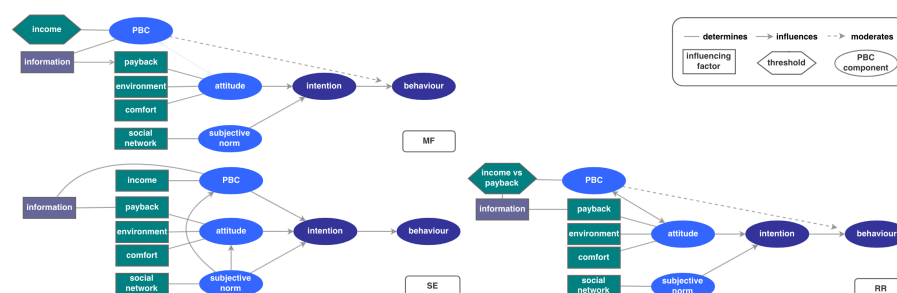 income
PBC
information
payback
environment
attitude
intention
behaviour
comfort
social
network
subjective
norm
MF
determines
influences
moderates
influencing
factor
threshold
PBC
component
income
PBC
information
payback
environment
attitude
intention
behaviour
comfort
social
network
subjective
norm
SE
income vs
payback
PBC
information
payback
environment
attitude
intention
behaviour
comfort
social
network
subjective
norm
RR